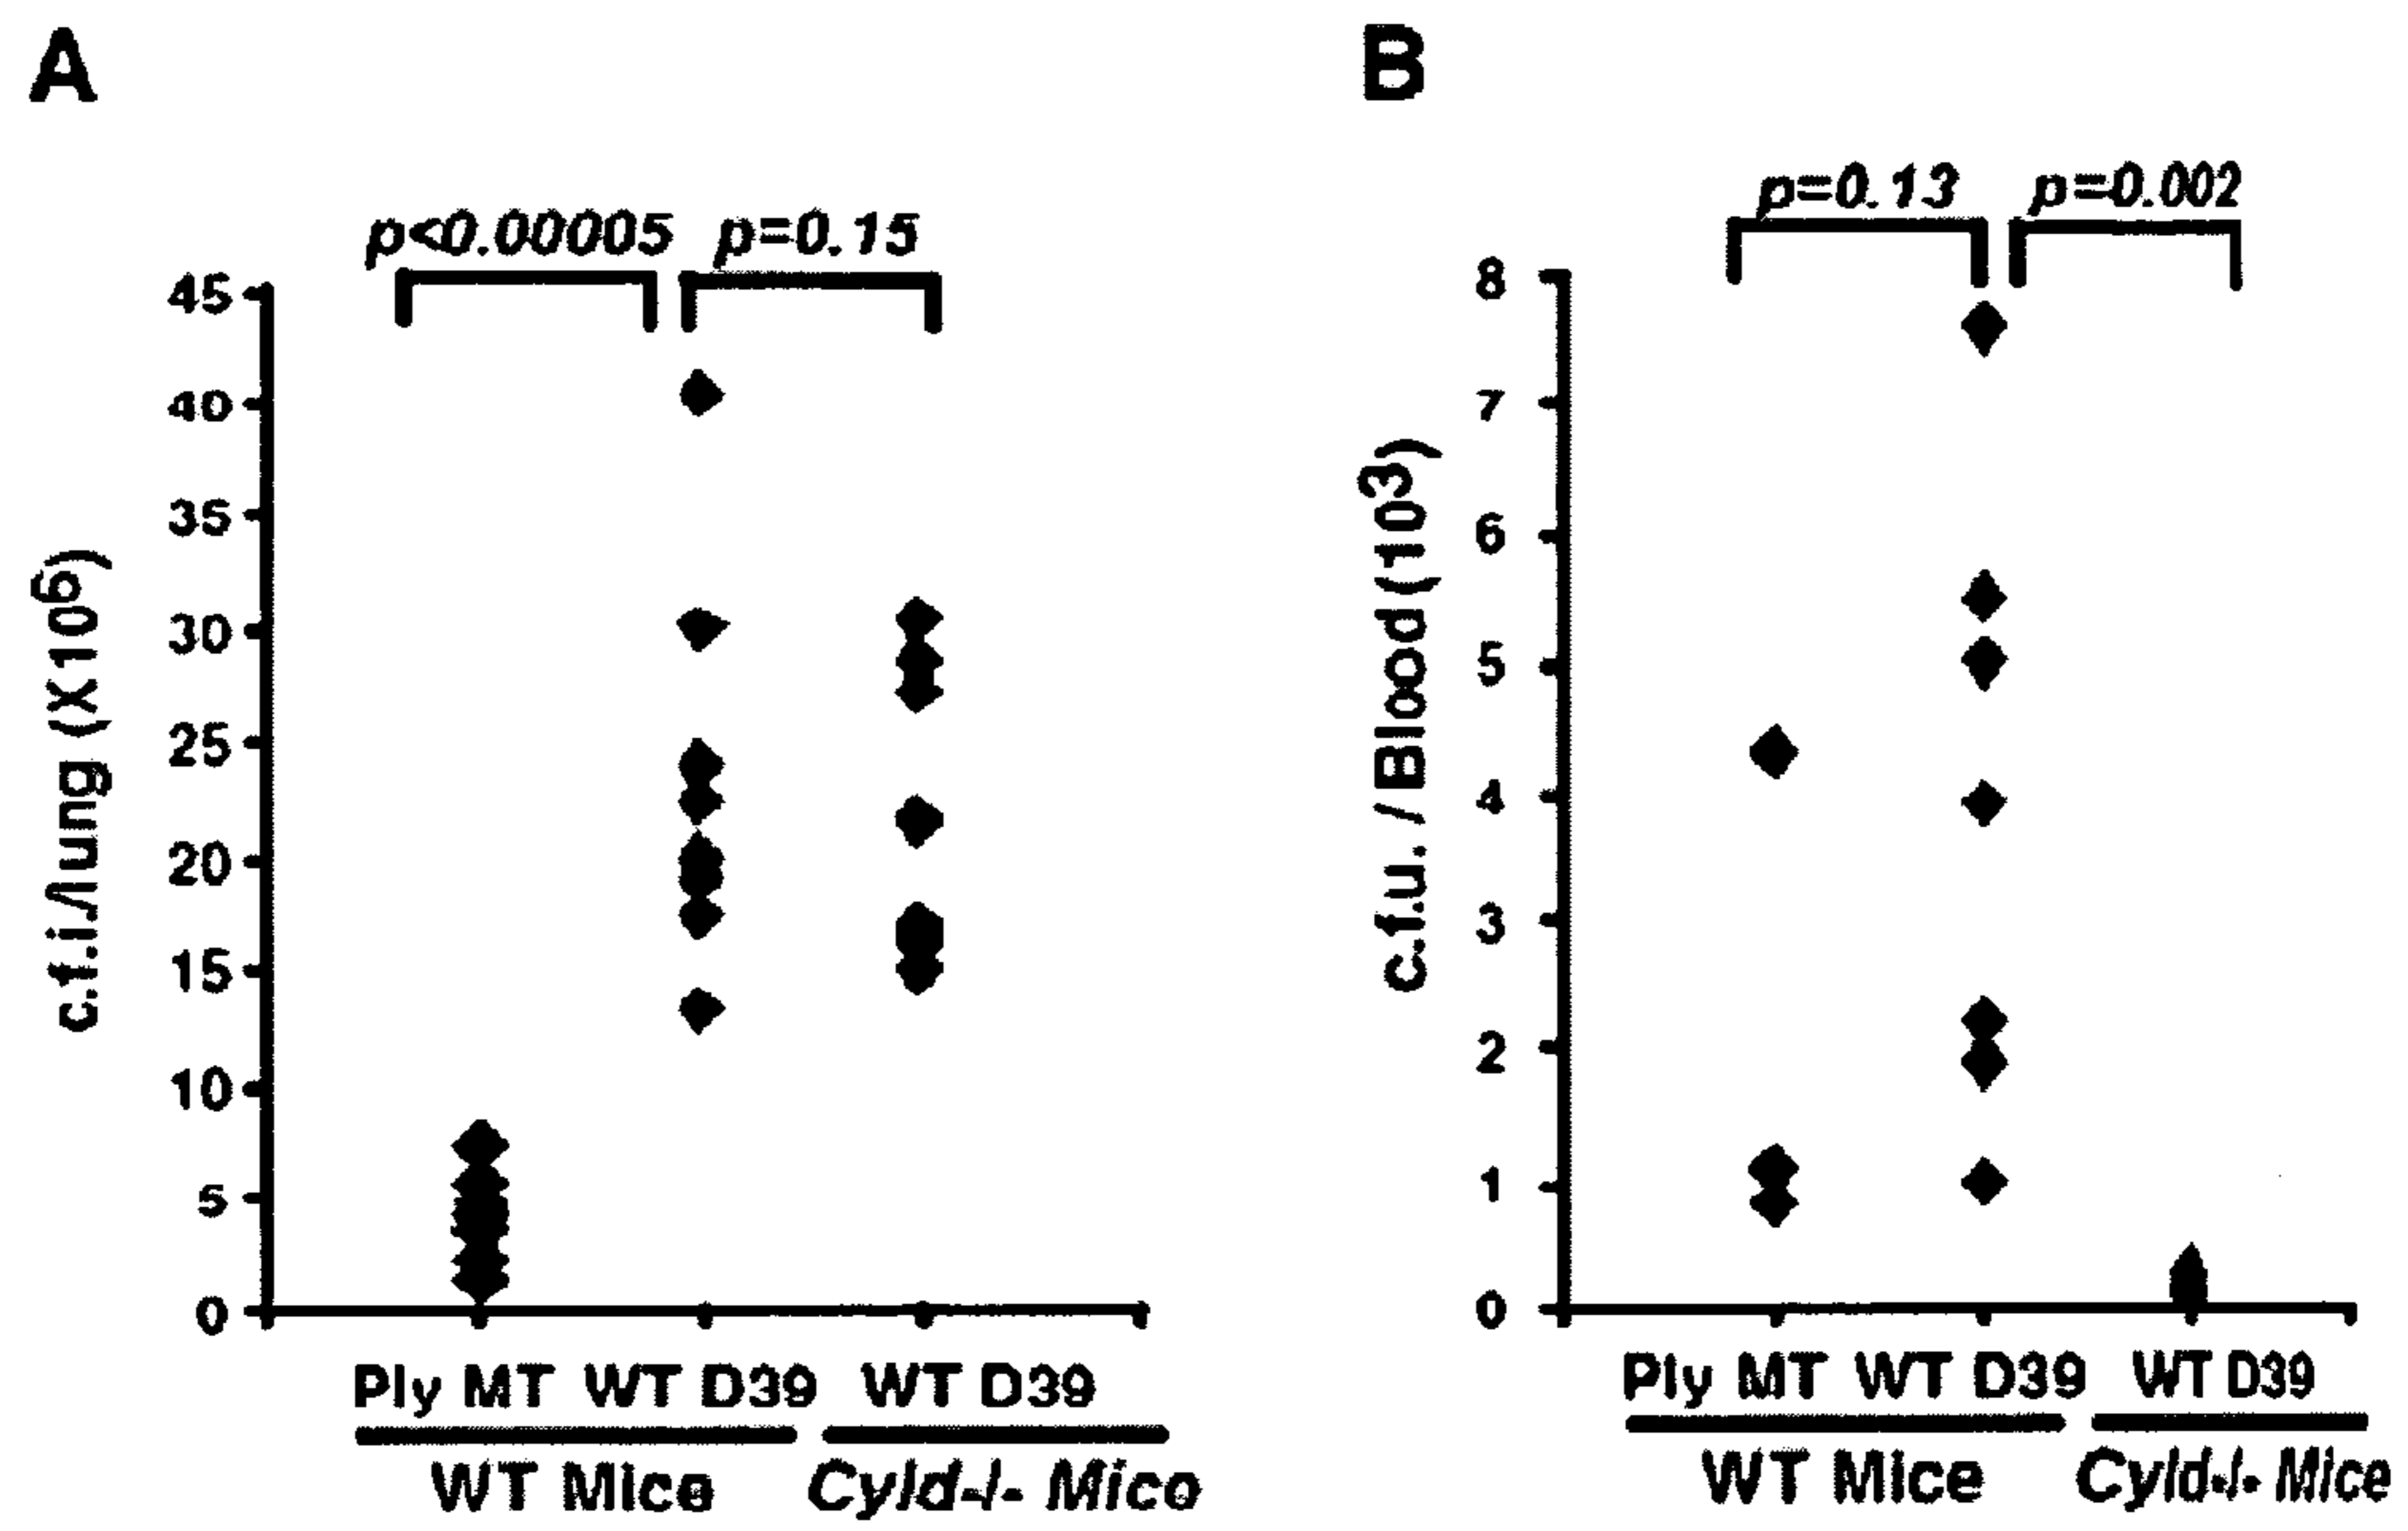 A
p<0.00005 p=0.15
45
40
35
30
25
20
15
10
5
0
c.f.i./lung (X10⁶)
Ply MT WT D39 WT D39
WT Mice Cyld-/- Mico
B
p=0.13 p=0.002
8
7
6
5
4
3
2
1
0
c.f.u. / Blood (10³)
Ply MT WT D39 WT D39
WT Mice Cyld-/- Mice